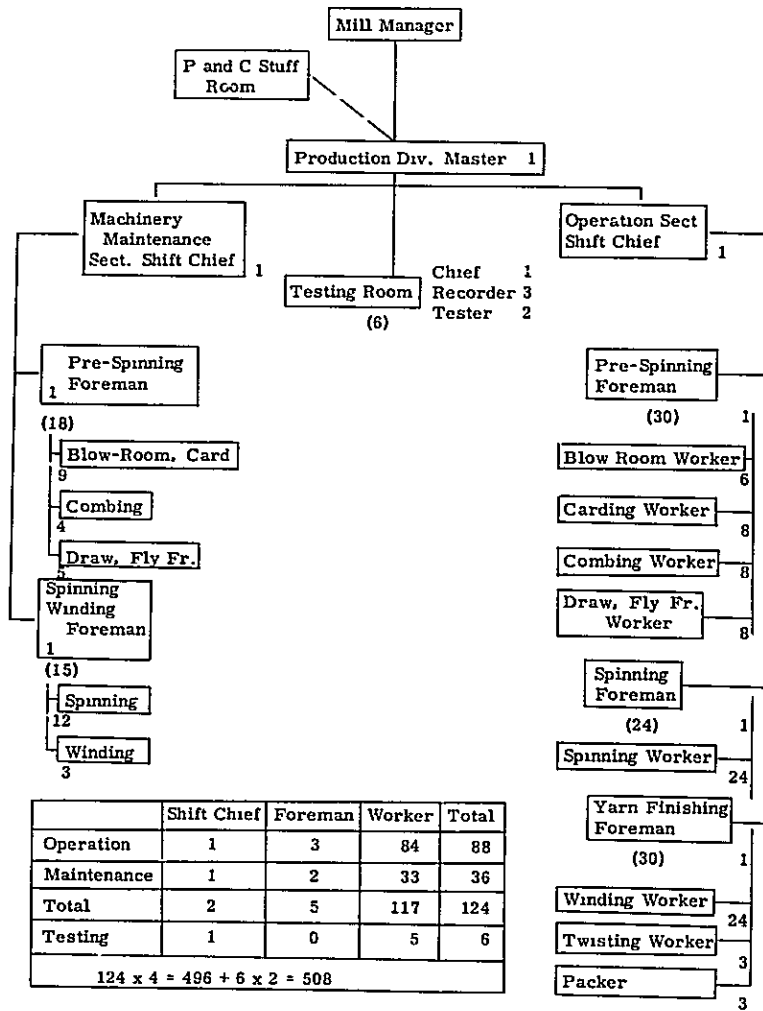 Mill Manager
P and C Stuff
Room
Production Div. Master 1
Machinery
Maintenance
Sect. Shift Chief
1
Testing Room
(6)
Chief 1
Recorder 3
Tester 2
Operation Sect
Shift Chief
1
Pre-Spinning
1 Foreman
(18)
Blow-Room, Card
9
Combing
4
Draw, Fly Fr.
5
Spinning
Winding
Foreman
1
(15)
Spinning
12
Winding
3
Pre-Spinning
Foreman
(30) 1
Blow Room Worker
6
Carding Worker
8
Combing Worker
8
Draw, Fly Fr.
Worker
8
Spinning
Foreman
(24) 1
Spinning Worker
24
Yarn Finishing
Foreman
(30) 1
Winding Worker
24
Twisting Worker
3
Packer
3
Shift Chief Foreman Worker Total
Operation 1 3 84 88
Maintenance 1 2 33 36
Total 2 5 117 124
Testing 1 0 5 6
124 x 4 = 496 + 6 x 2 = 508